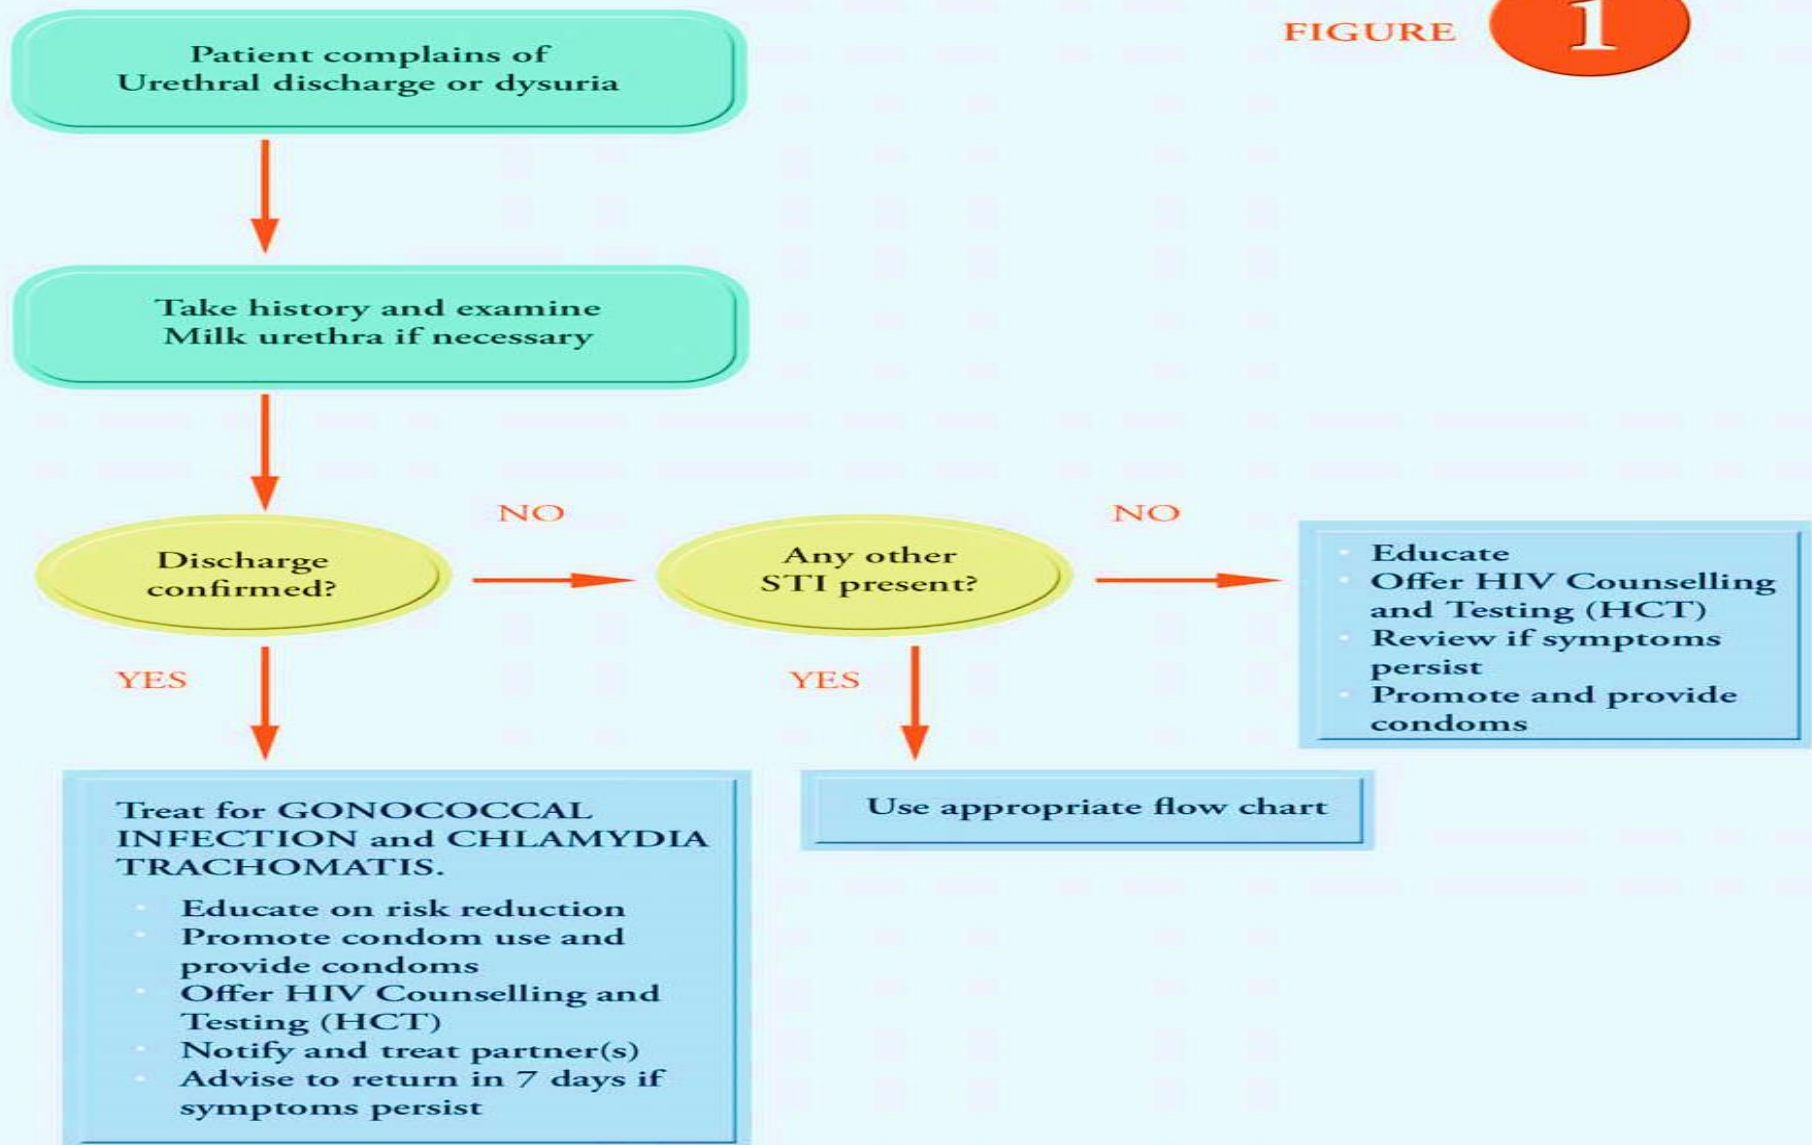 FIGURE 1
Patient complains of
Urethral discharge or dysuria
Take history and examine
Milk urethra if necessary
Discharge
confirmed?
NO
Any other
STI present?
NO
Educate
Offer HIV Counselling
and Testing (HCT)
Review if symptoms
persist
Promote and provide
condoms
YES
YES
Treat for GONOCOCCAL
INFECTION and CHLAMYDIA
TRACHOMATIS.
Educate on risk reduction
Promote condom use and
provide condoms
Offer HIV Counselling and
Testing (HCT)
Notify and treat partner(s)
Advise to return in 7 days if
symptoms persist
Use appropriate flow chart